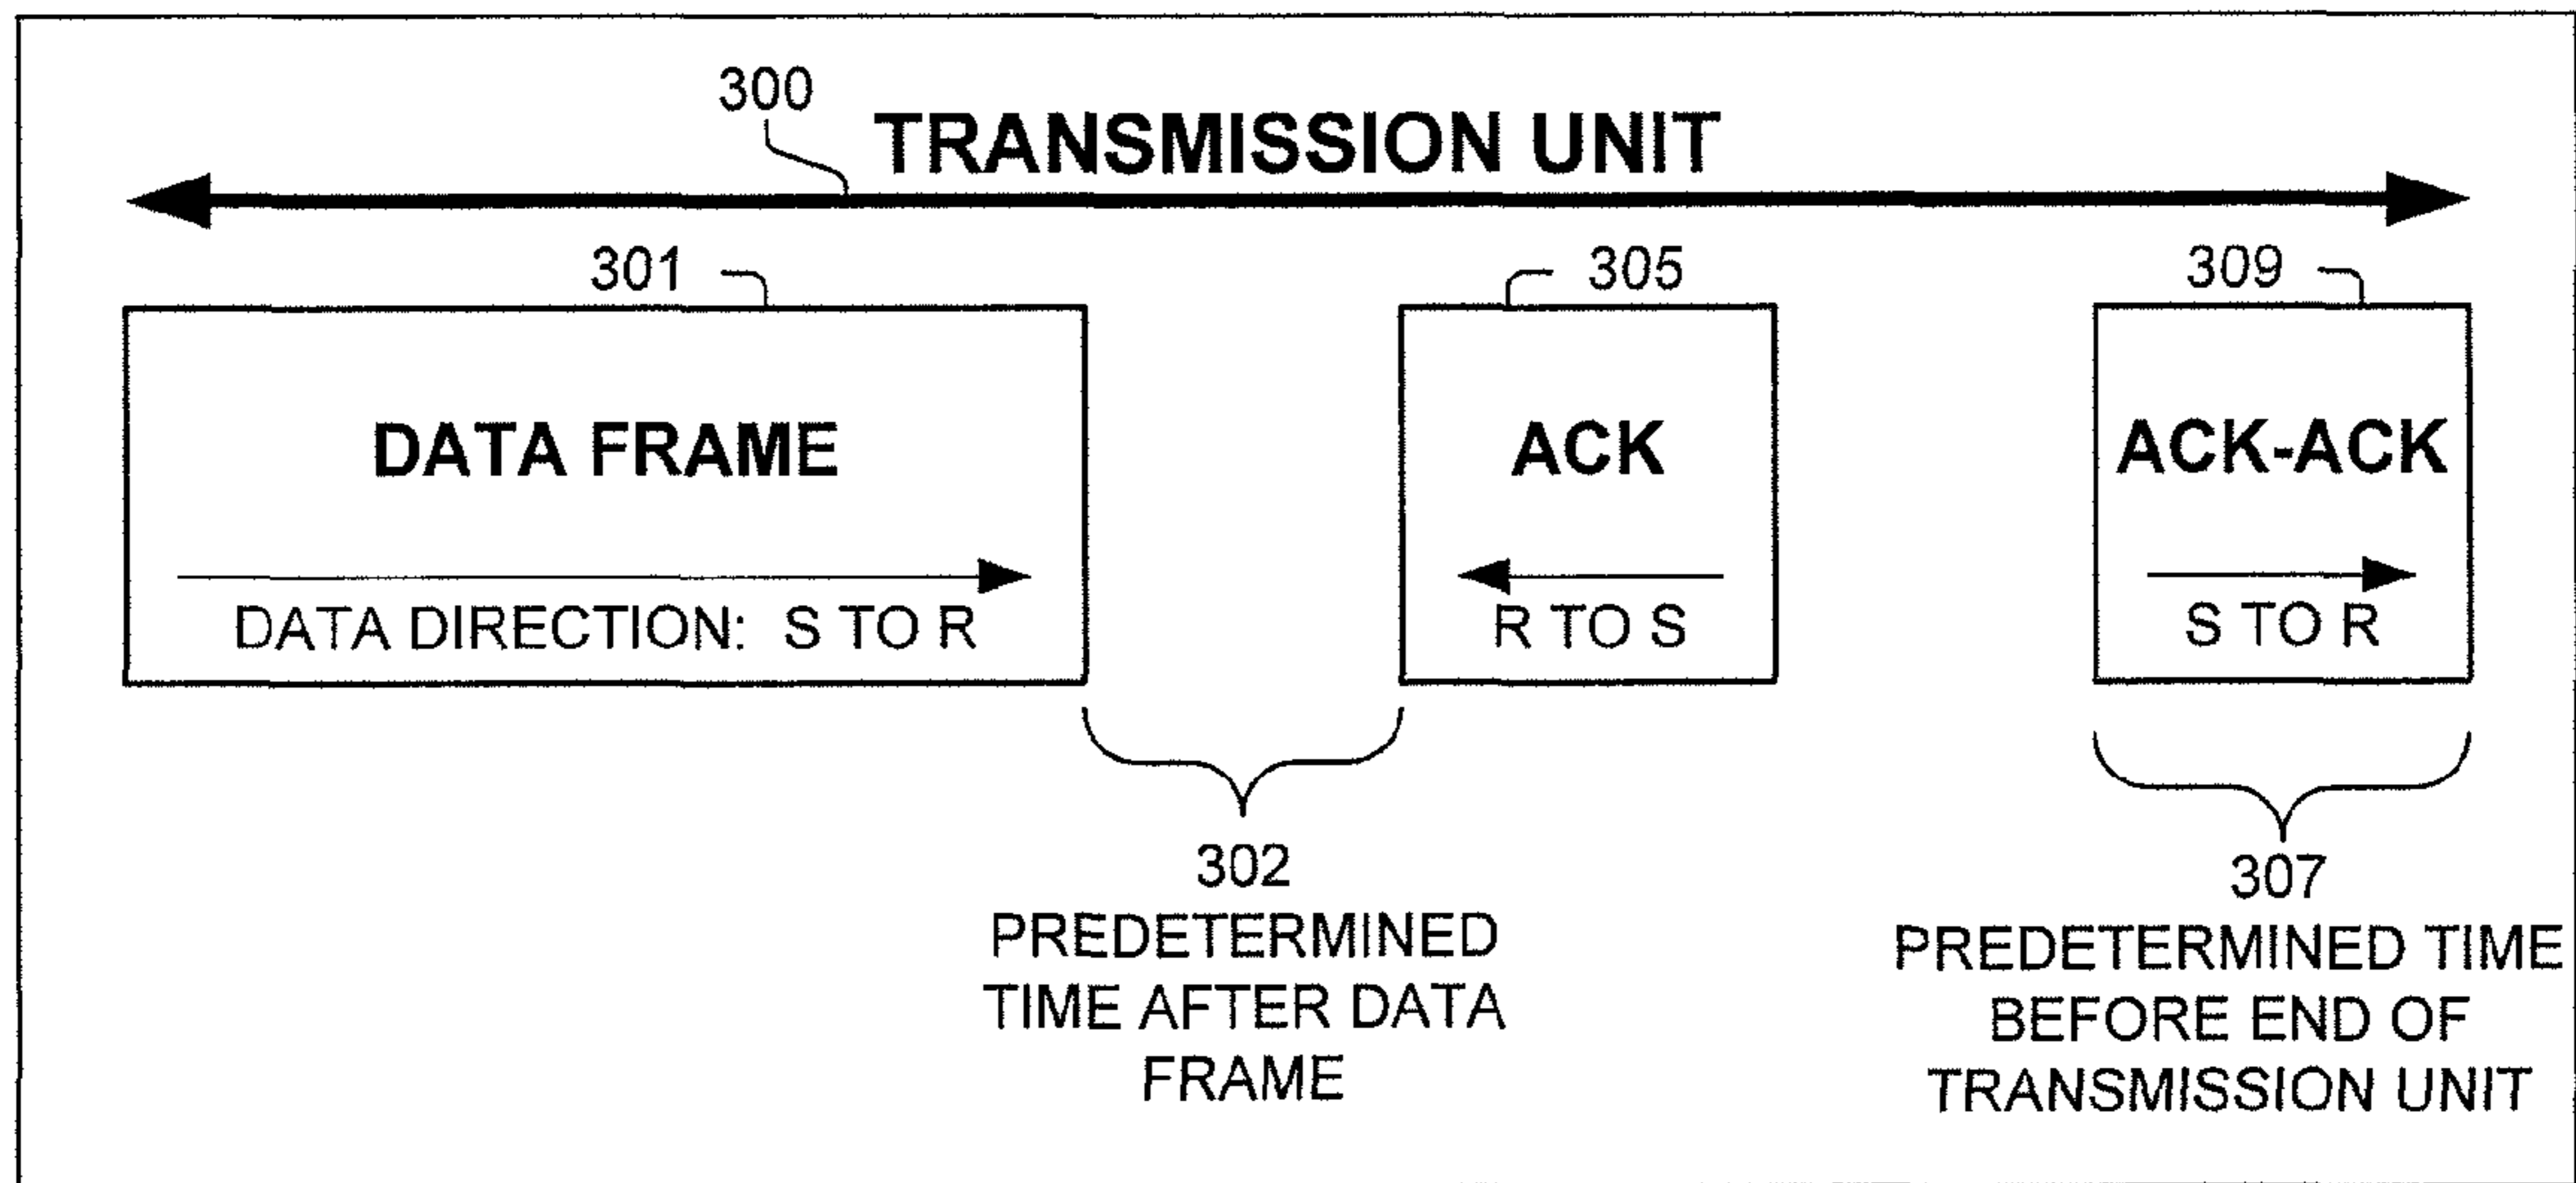 300
TRANSMISSION UNIT
301
305
309
DATA FRAME
DATA DIRECTION: S TO R
ACK
R TO S
ACK-ACK
S TO R
302
PREDETERMINED
TIME AFTER DATA
FRAME
307
PREDETERMINED TIME
BEFORE END OF
TRANSMISSION UNIT